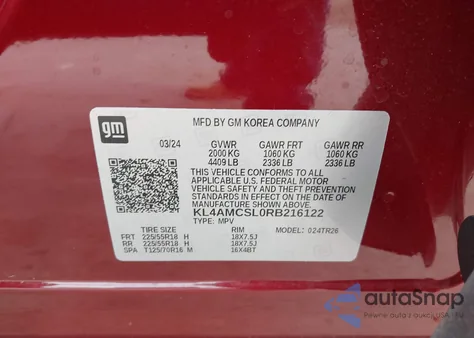 gm
MFD BY GM KOREA COMPANY
03/24 GVWR GAWR FRT GAWR RR
2000 KG 1060 KG 1060 KG
4409 LB 2336 LB 2336 LB
THIS VEHICLE CONFORMS TO ALL
APPLICABLE U.S. FEDERAL MOTOR
VEHICLE SAFETY AND THEFT
PREVENTION STANDARDS IN EFFECT
ON THE DATE OF
MANUFACTURE SHOWN ABOVE.
KL4AMCSL0RB216122
TYPE: MPV MODEL: 024TR26
TIRE SIZE RIM
FRT 225/55R18 H 18X7.5J
RR 225/55R18 H 18X7.5J
SPA T125/70R16 M 16X4BT
autoSnap